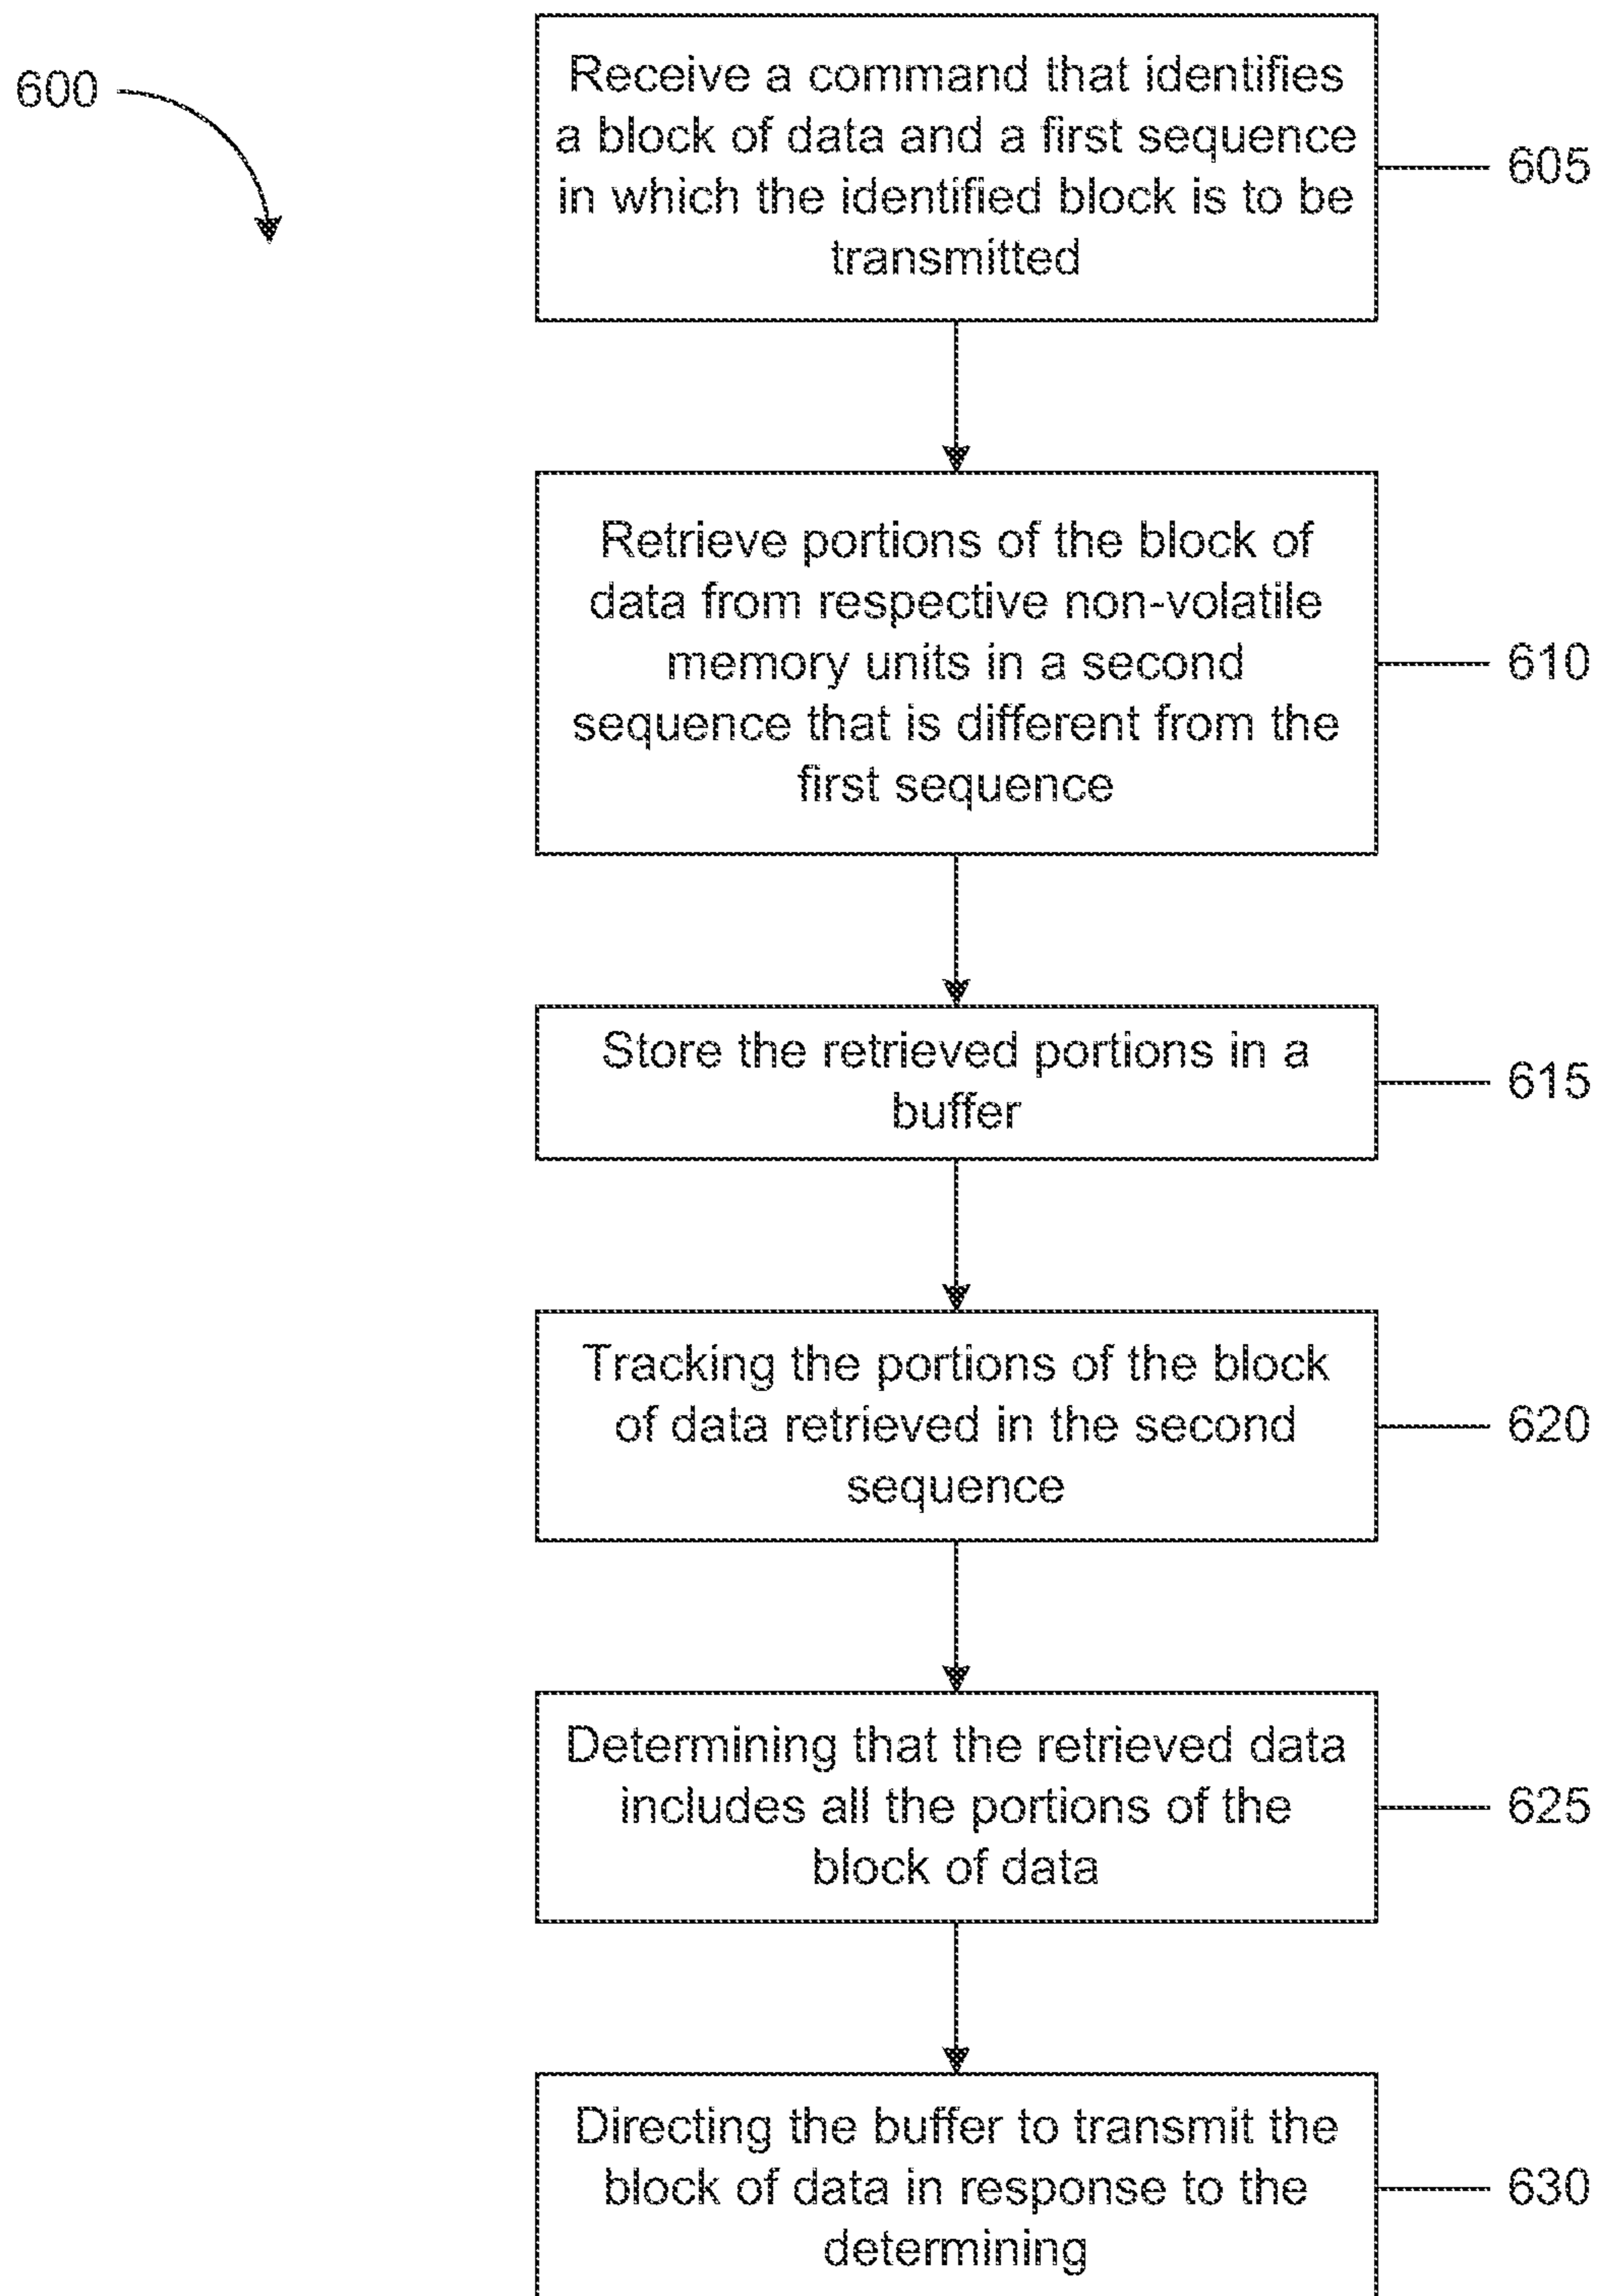 600
Receive a command that identifies
a block of data and a first sequence
in which the identified block is to be
transmitted
605
Retrieve portions of the block of
data from respective non-volatile
memory units in a second
sequence that is different from the
first sequence
610
Store the retrieved portions in a
buffer
615
Tracking the portions of the block
of data retrieved in the second
sequence
620
Determining that the retrieved data
includes all the portions of the
block of data
625
Directing the buffer to transmit the
block of data in response to the
determining
630